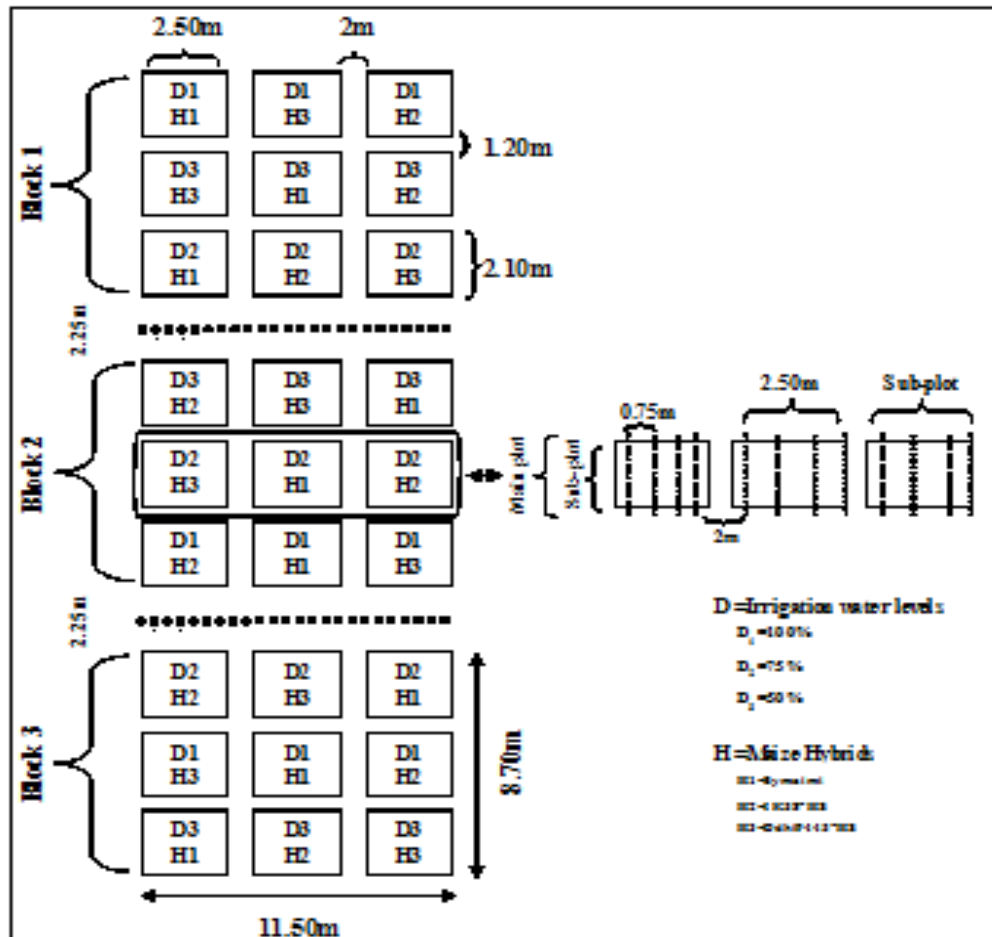 2.50m 2m
D1 D1 D1
H1 H3 H2
1.20m
Block 1
D3 D3 D3
H3 H1 H2
D2 D2 D2
H1 H2 H3
2.10m
2.25m
Block 2
D3 D3 D3
H2 H3 H1
D2 D2 D2
H3 H1 H2
D1 D1 D1
H2 H1 H3
Main plot
Sub-plot
0.75m
2.50m
Sub-plot
2m
2.25m
Block 3
D2 D2 D2
H2 H3 H1
D1 D1 D1
H3 H1 H2
D3 D3 D3
H1 H2 H3
8.70m
11.50m
D=Irrigation water levels
=100%
=75%
=50%
H=Maize Hybrids